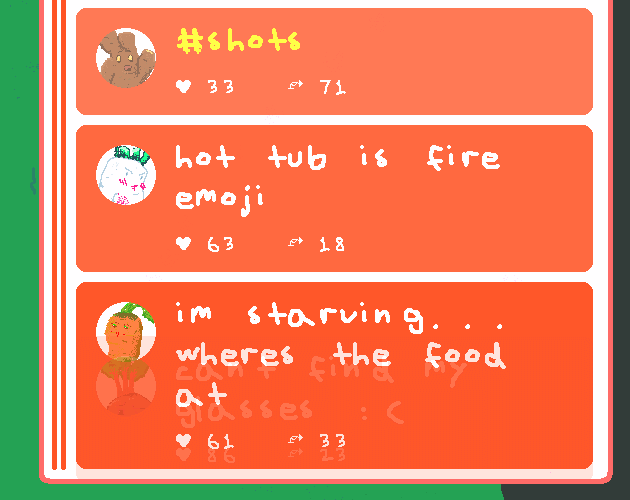 #shots
33 71
hot tub is fire
emoji
63 18
im starving...
wheres the food
can't find my
at
glasses :(
61 33
86 23